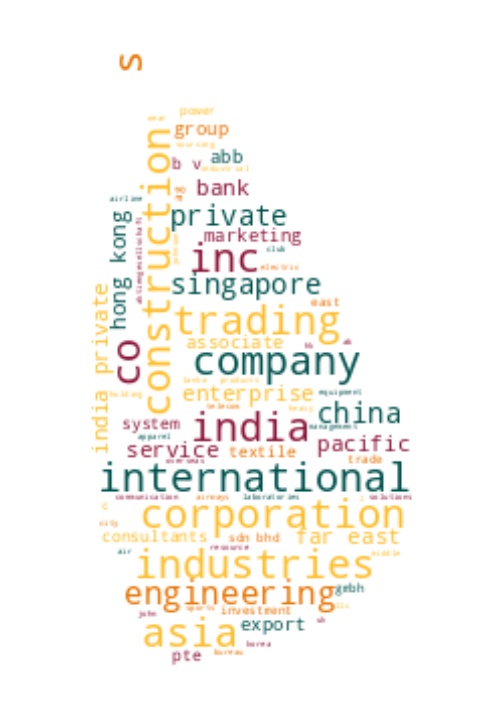 s
power
group
sourcing
b v
abb
industrial
ag
bank
airline
private
hong kong
aktiengesellschaft
construction
marketing
club
inc
electric
singapore
east
india private
trading
associate
co
company
lanka
products
holding
enterprise
equipment
telecom
heavy
china
system
india
management
apparel
pacific
service
textile
overseas
trade
international
communication
airways
laboratories
solutions
c
corporation
city
consultants
sdn bhd
far east
air
resource
middle
industries
engineering
gmbh
sports
investment
llc
john
uk
asia
export
korea
pte
bureau